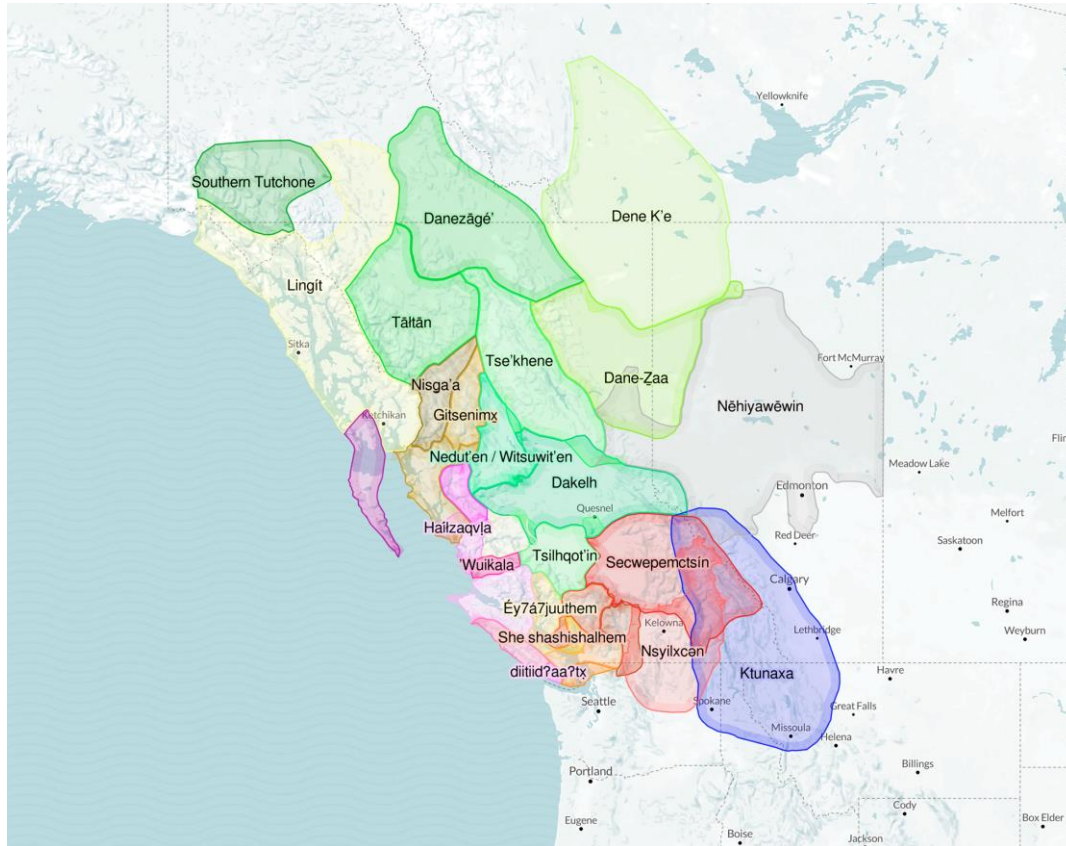 Yellowknife
Southern Tutchone
Danezāgé’
Dene K’e
Lingít
Tāłtān
Sitka
Tse’khene
Fort McMurray
Dane-Z̲aa
Nisg̱a’a
Nēhiyawēwin
Ketchikan
Gitsenimx̱
Nedut’en / Witsuwit’en
Meadow Lake
Dakelh
Edmonton
Quesnel
Melfort
Haiɫzaqvḷa
Red Deer
Saskatoon
Tsilhqot’in
’Wuikala
Secwepemctsín
Calgary
Éy7á7juuthem
Regina
Kelowna
Lethbridge
Weyburn
She shashishalhem
Nsyilxcən
diitiidʔaaʔtx̣
Ktunaxa
Havre
Seattle
Spokane
Great Falls
Missoula
Helena
Portland
Billings
Cody
Eugene
Boise
Jackson
Box Elder